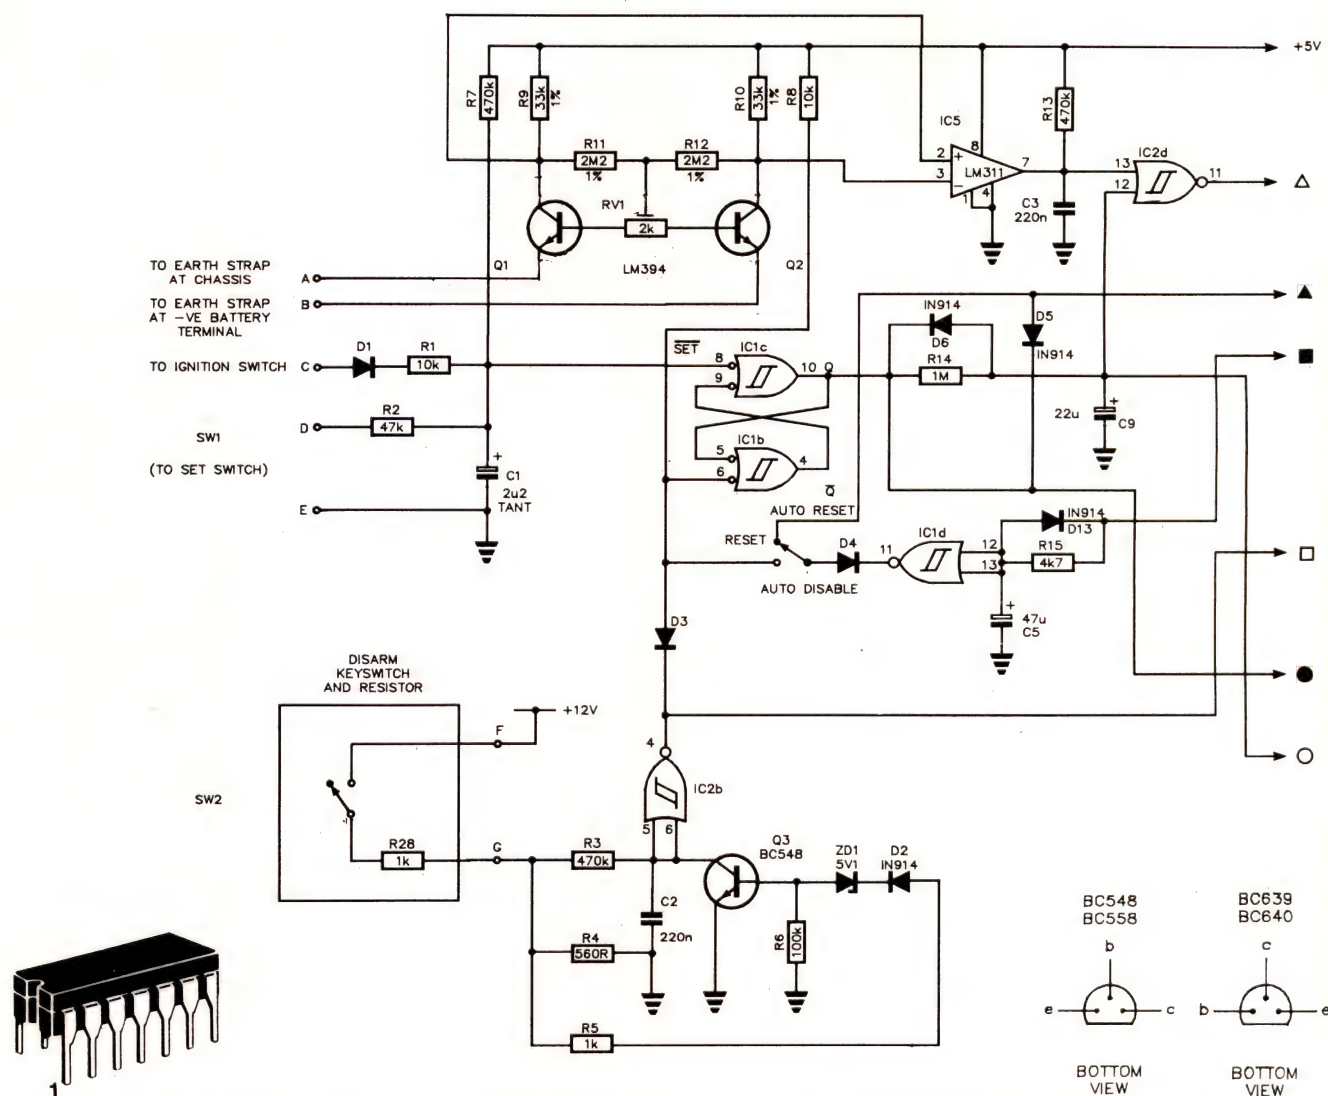 +5V
R7
470k
R9
33k
1%
R10
33k
1%
R8
10k
R13
470k
IC5
R11
2M2
1%
R12
2M2
1%
2
+
3
−
8
LM311
7
1
4
IC2d
13
12
11
C3
220n
RV1
2k
LM394
Q1
Q2
TO EARTH STRAP
AT CHASSIS
A
TO EARTH STRAP
AT -VE BATTERY
TERMINAL
B
TO IGNITION SWITCH
C
D1
R1
10k
SET
IC1c
8
9
10
Q
IN914
D6
R14
1M
D5
IN914
22u
+
C9
D
R2
47k
SW1
(TO SET SWITCH)
+
C1
2u2
TANT
E
IC1b
5
6
4
Q
AUTO RESET
RESET
D4
11
IC1d
12
13
IN914
D13
R15
4k7
AUTO DISABLE
+
47u
C5
D3
DISARM
KEYSWITCH
AND RESISTOR
+12V
F
4
IC2b
5
6
SW2
R28
1k
G
R3
470k
Q3
BC548
ZD1
5V1
D2
IN914
C2
220n
R4
560R
R6
100k
R5
1k
BC548
BC558
b
e
c
BOTTOM
VIEW
BC639
BC640
c
b
e
BOTTOM
VIEW
1